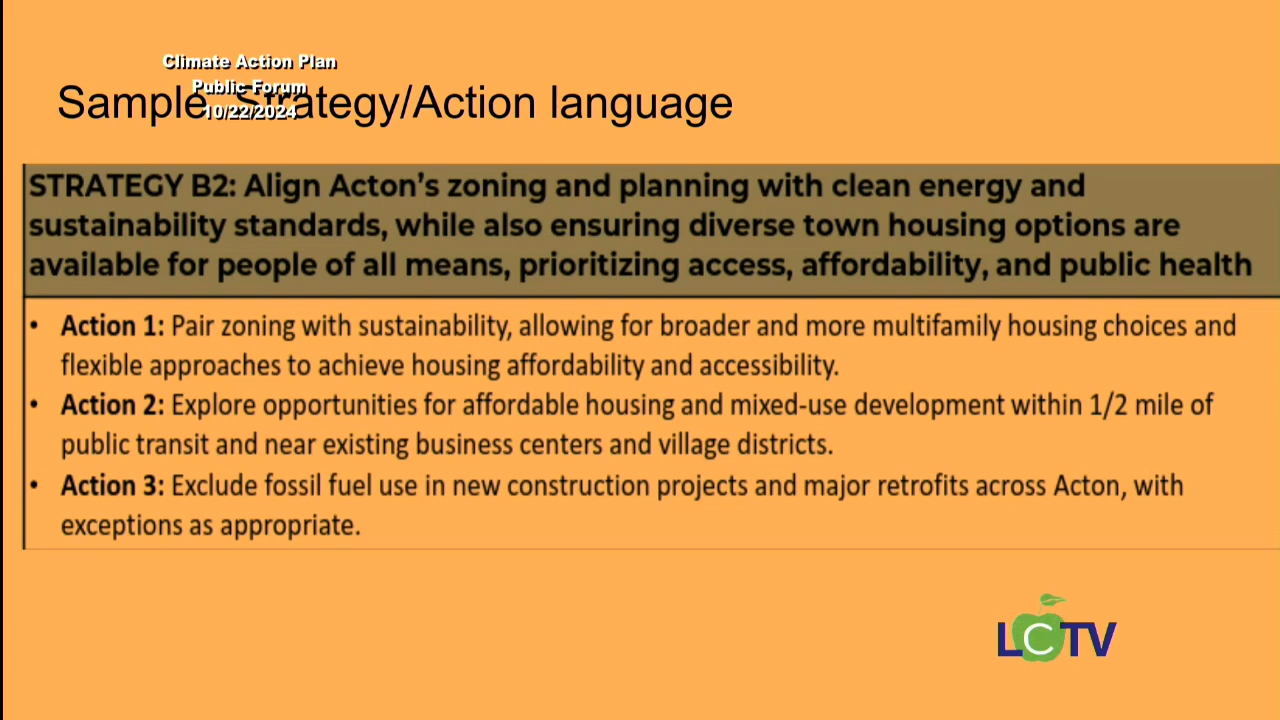 Climate Action Plan
Public Forum
10/22/2024
Sample Strategy/Action language
STRATEGY B2: Align Acton's zoning and planning with clean energy and
sustainability standards, while also ensuring diverse town housing options are
available for people of all means, prioritizing access, affordability, and public health
• Action 1: Pair zoning with sustainability, allowing for broader and more multifamily housing choices and
flexible approaches to achieve housing affordability and accessibility.
• Action 2: Explore opportunities for affordable housing and mixed-use development within 1/2 mile of
public transit and near existing business centers and village districts.
• Action 3: Exclude fossil fuel use in new construction projects and major retrofits across Acton, with
exceptions as appropriate.
LCTV